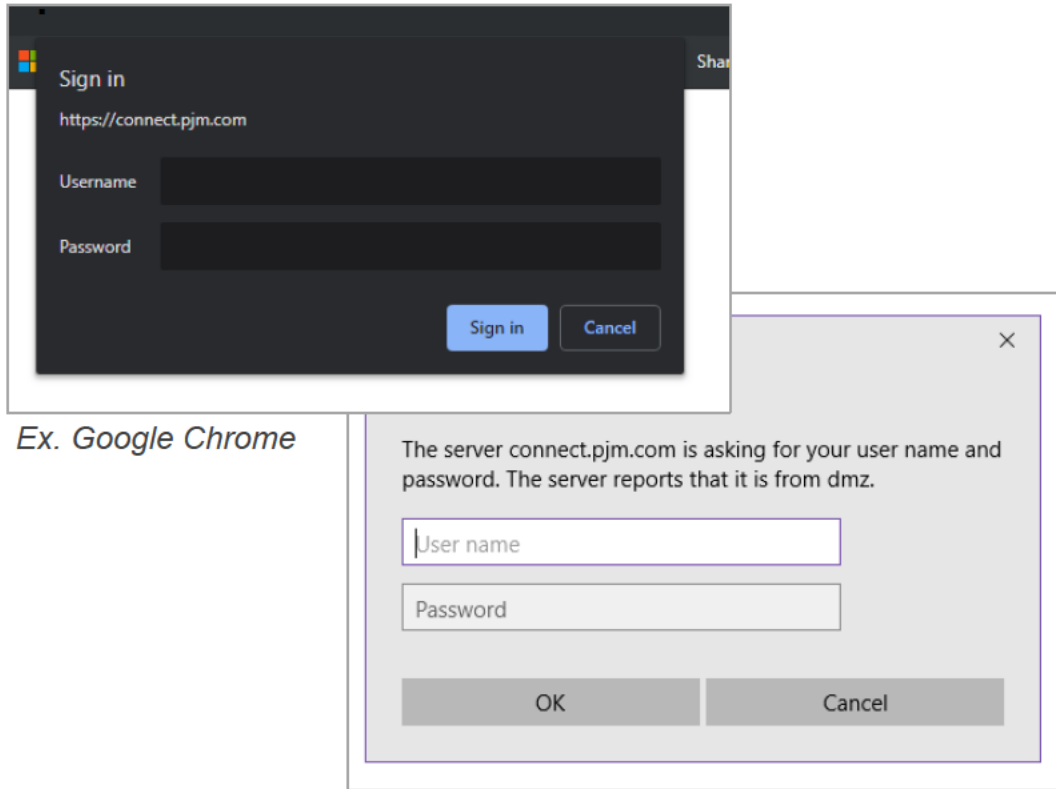 Shar
Sign in
https://connect.pjm.com
Username
Password
Sign in
Cancel
Ex. Google Chrome
The server connect.pjm.com is asking for your user name and
password. The server reports that it is from dmz.
User name
Password
OK
Cancel